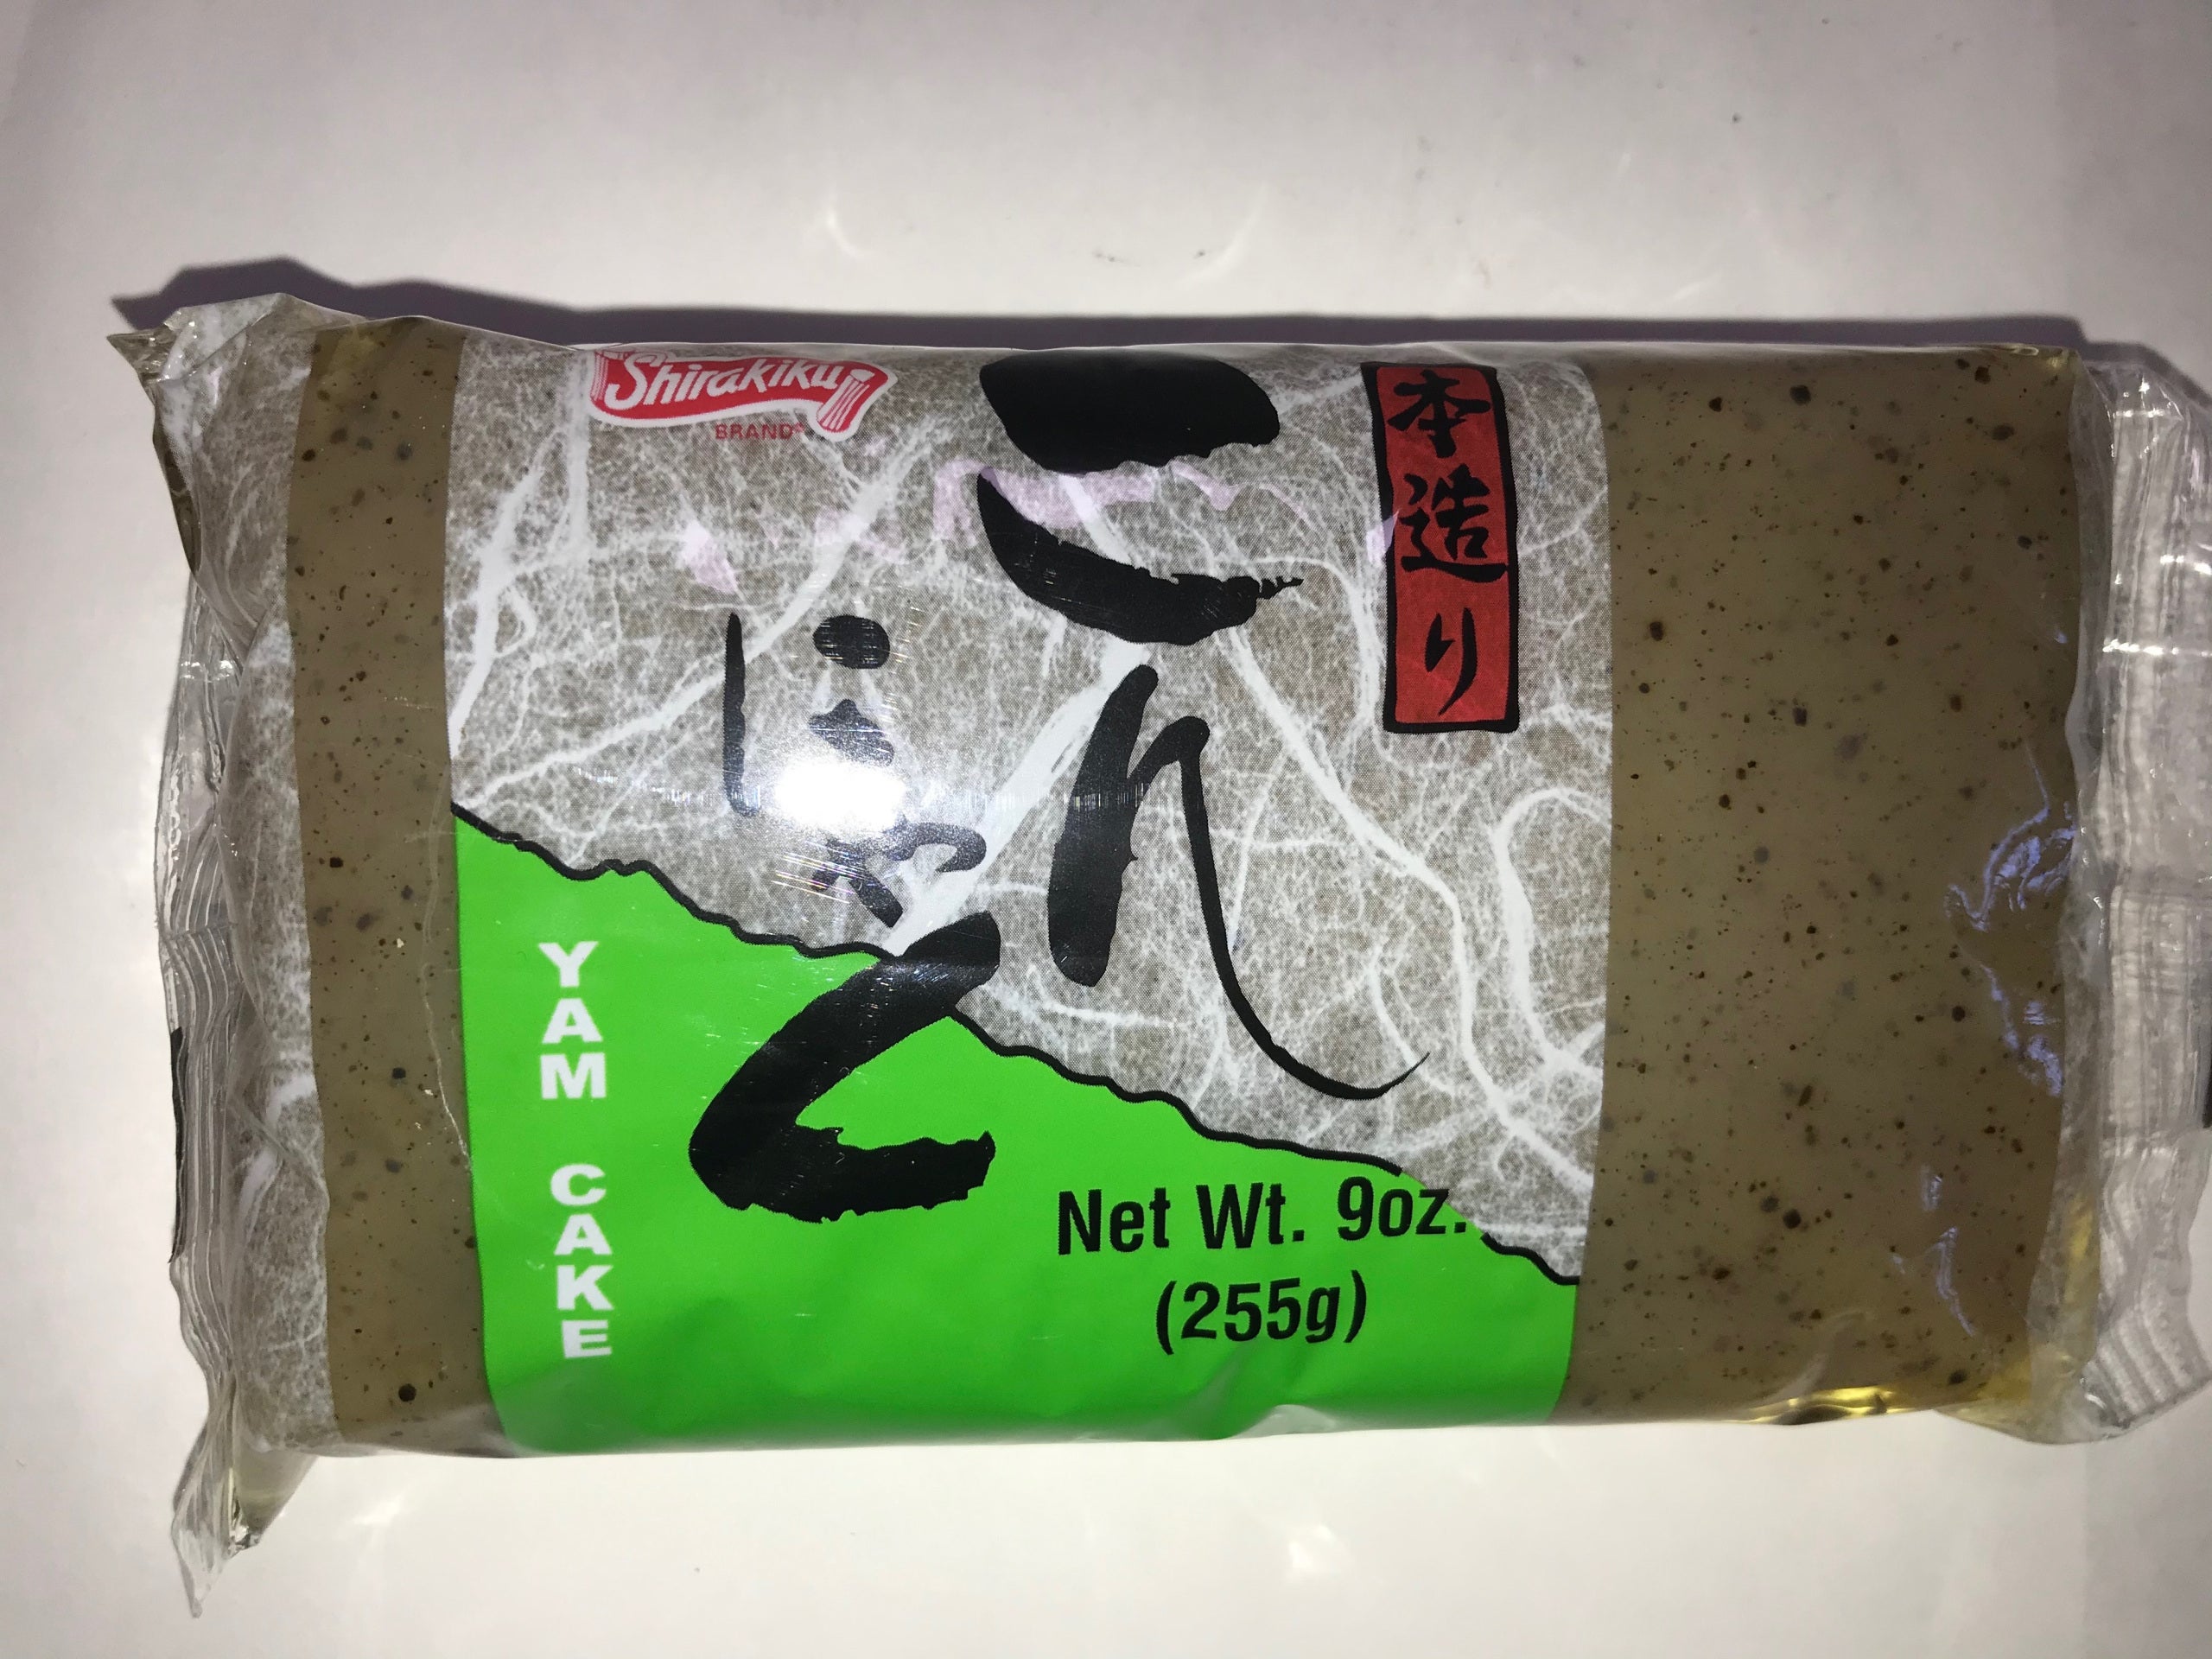 Shirakiku
BRAND®
本造り
こん
にゃく
YAM CAKE
Net Wt. 9oz.
(255g)